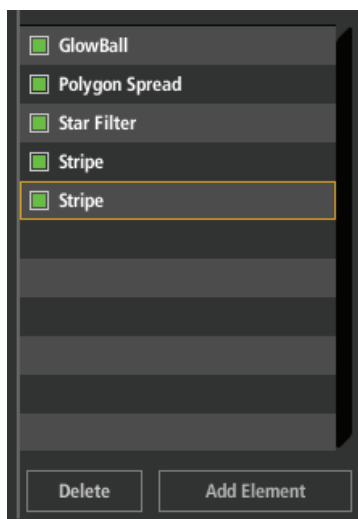 GlowBall
Polygon Spread
Star Filter
Stripe
Stripe
Delete Add Element